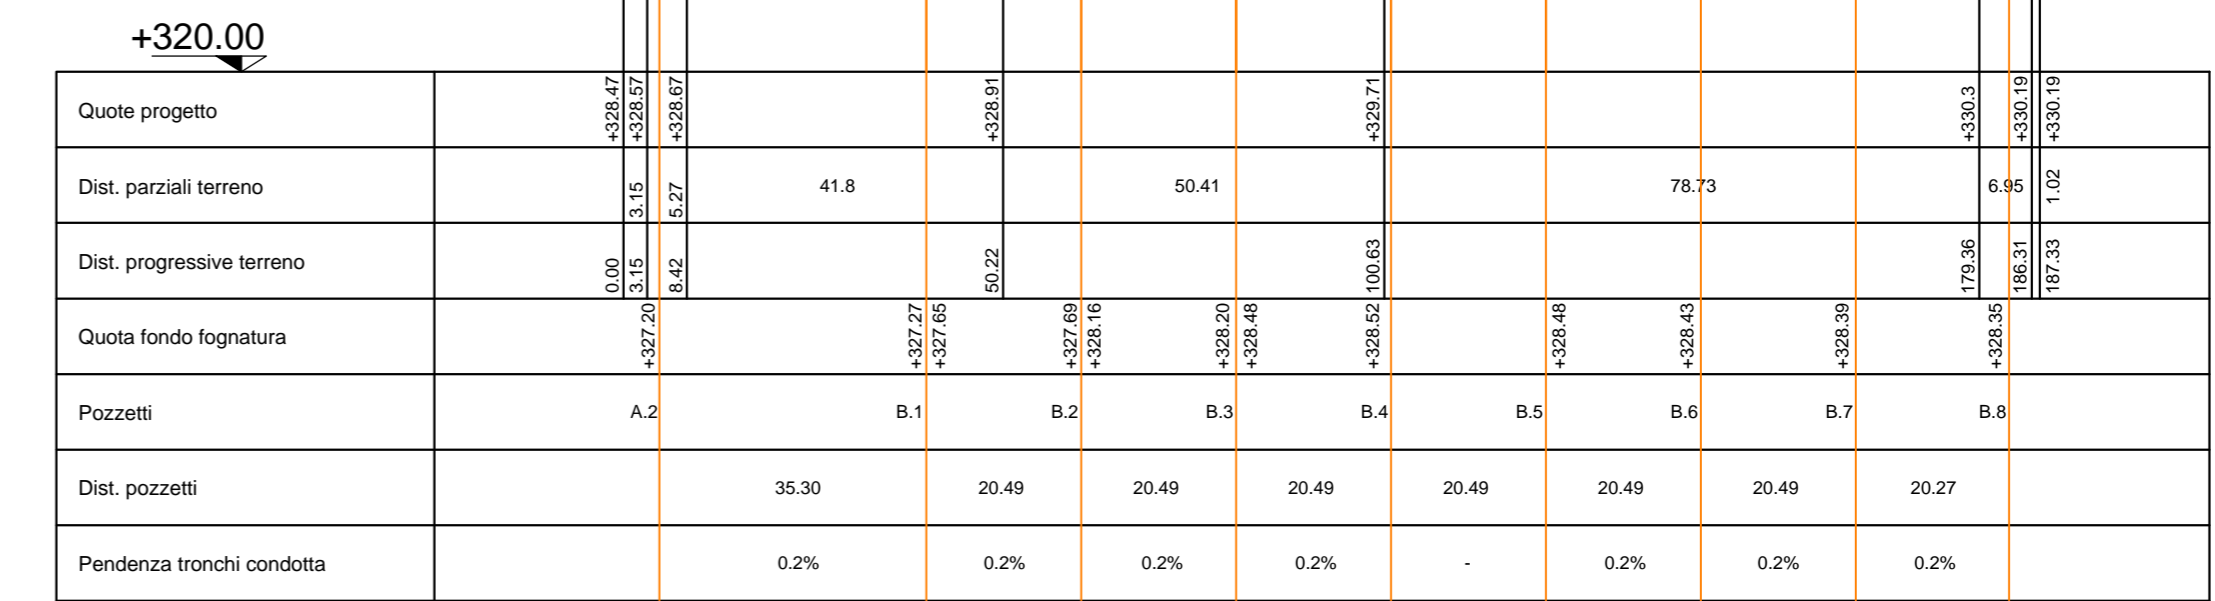 +320.00
Quote progetto +328.47 +328.57 +328.67 +328.91 +329.71 +330.3 +330.19 +330.19
Dist. parziali terreno 3.15 5.27 41.8 50.41 78.73 6.95 1.02
Dist. progressive terreno 0.00 3.15 8.42 50.22 100.63 179.36 186.31 187.33
Quota fondo fognatura +327.20 +327.27 +327.65 +327.69 +328.16 +328.20 +328.48 +328.52 +328.48 +328.43 +328.39 +328.35
Pozzetti A.2 B.1 B.2 B.3 B.4 B.5 B.6 B.7 B.8
Dist. pozzetti 35.30 20.49 20.49 20.49 20.49 20.49 20.49 20.27
Pendenza tronchi condotta 0.2% 0.2% 0.2% 0.2% - 0.2% 0.2% 0.2%